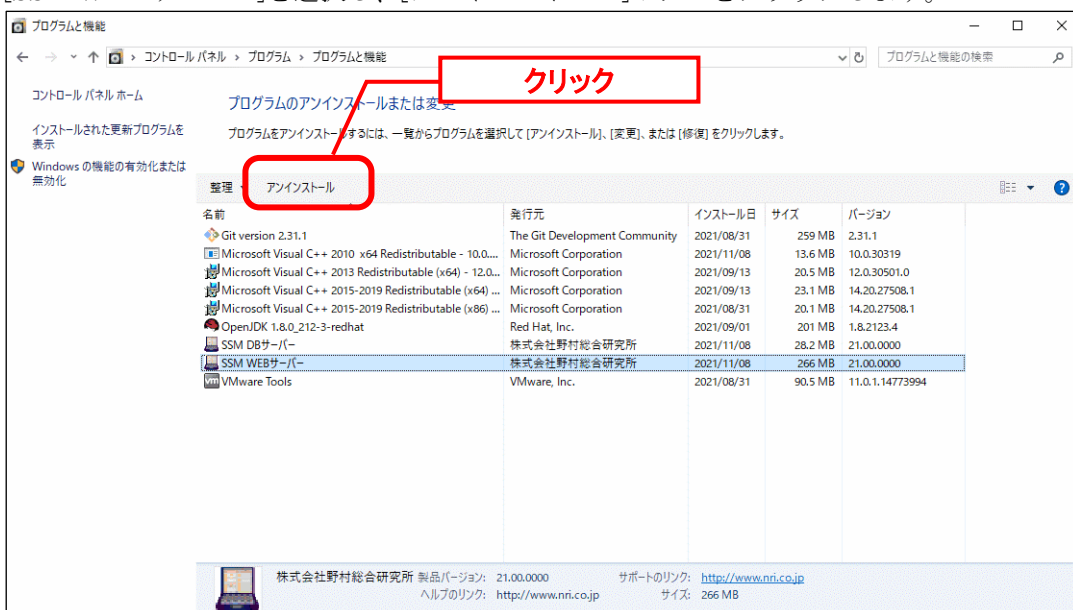 プログラムと機能
コントロール パネル › プログラム › プログラムと機能
プログラムと機能の検索
クリック
コントロール パネル ホーム
インストールされた更新プログラムを
表示
Windows の機能の有効化または
無効化
プログラムのアンインストールまたは変更
プログラムをアンインストールするには、一覧からプログラムを選択して [アンインストール]、[変更]、または [修復] をクリックします。
整理 アンインストール
名前 発行元 インストール日 サイズ バージョン
Git version 2.31.1 The Git Development Community 2021/08/31 259 MB 2.31.1
Microsoft Visual C++ 2010 x64 Redistributable - 10.0.... Microsoft Corporation 2021/11/08 13.6 MB 10.0.30319
Microsoft Visual C++ 2013 Redistributable (x64) - 12.0... Microsoft Corporation 2021/09/13 20.5 MB 12.0.30501.0
Microsoft Visual C++ 2015-2019 Redistributable (x64) ... Microsoft Corporation 2021/09/13 23.1 MB 14.20.27508.1
Microsoft Visual C++ 2015-2019 Redistributable (x86) ... Microsoft Corporation 2021/08/31 20.1 MB 14.20.27508.1
OpenJDK 1.8.0_212-3-redhat Red Hat, Inc. 2021/09/01 201 MB 1.8.2123.4
SSM DBサーバー 株式会社野村総合研究所 2021/11/08 28.2 MB 21.00.0000
SSM WEBサーバー 株式会社野村総合研究所 2021/11/08 266 MB 21.00.0000
vm VMware Tools VMware, Inc. 2021/08/31 90.5 MB 11.0.1.14773994
株式会社野村総合研究所 製品バージョン: 21.00.0000 サポートのリンク: http://www.nri.co.jp
ヘルプのリンク: http://www.nri.co.jp サイズ: 266 MB